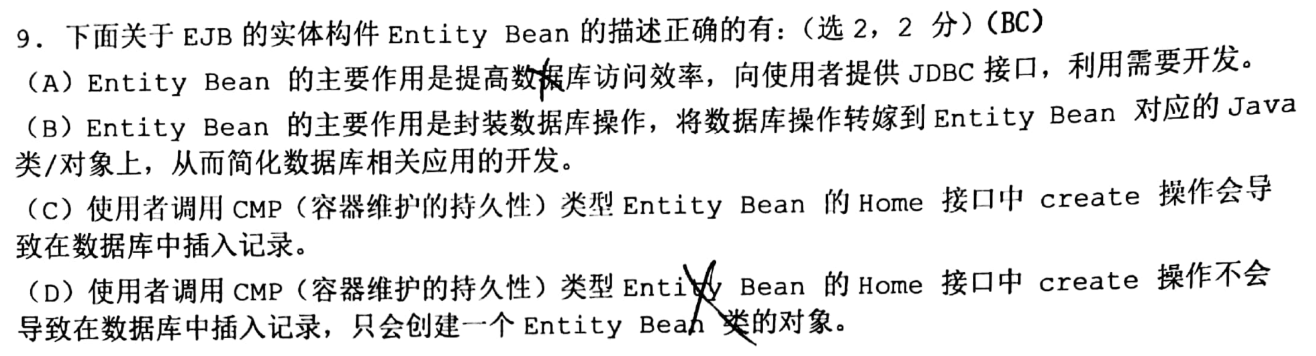 9. 下面关于 EJB 的实体构件 Entity Bean 的描述正确的有:(选 2, 2 分)(BC)
(A) Entity Bean 的主要作用是提高数据库访问效率, 向使用者提供 JDBC 接口, 利用需要开发。
(B) Entity Bean 的主要作用是封装数据库操作, 将数据库操作转嫁到 Entity Bean 对应的 Java
类/对象上, 从而简化数据库相关应用的开发。
(C) 使用者调用 CMP (容器维护的持久性) 类型 Entity Bean 的 Home 接口中 create 操作会导
致在数据库中插入记录。
(D) 使用者调用 CMP (容器维护的持久性) 类型 Entity Bean 的 Home 接口中 create 操作不会
导致在数据库中插入记录, 只会创建一个 Entity Bean 类的对象。